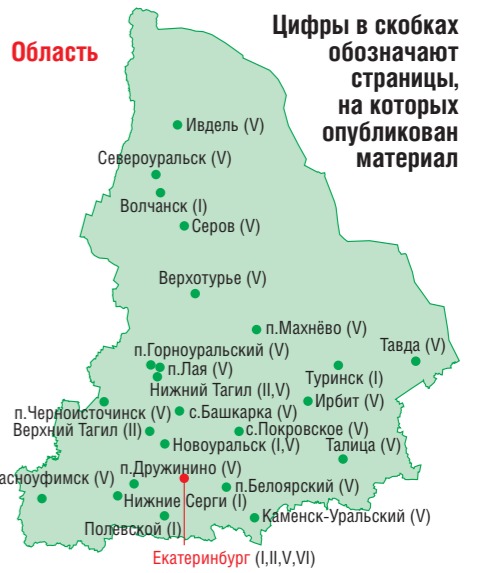 Область
Цифры в скобках
обозначают
страницы,
на которых
опубликован
материал
Ивдель (V)
Североуральск (V)
Волчанск (I)
Серов (V)
Верхотурье (V)
п.Махнёво (V)
Тавда (V)
п.Горноуральский (V)
п.Лая (V)
Туринск (I)
Нижний Тагил (II,V)
Ирбит (V)
п.Черноисточинск (V)
с.Башкарка (V)
Верхний Тагил (II)
с.Покровское (V)
Новоуральск (I,V)
Талица (V)
п.Дружинино (V)
асноуфимск (V)
п.Белоярский (V)
Нижние Серги (I)
Полевской (I)
Каменск-Уральский (V)
Екатеринбург (I,II,V,VI)